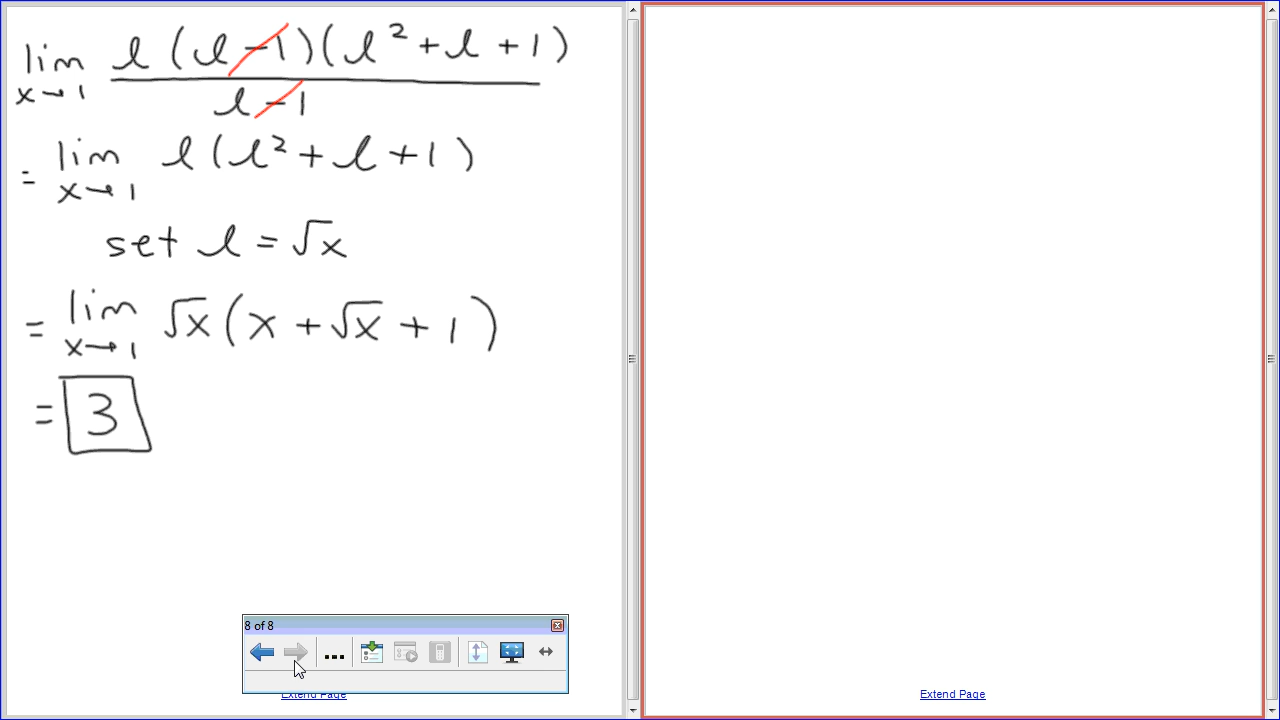 lim x→1 l(l-1)(l²+l+1) / l-1
= lim x→1 l(l²+l+1)
set l = √x
= lim x→1 √x(x+√x+1)
= 3
8 of 8
Extend Page
Extend Page